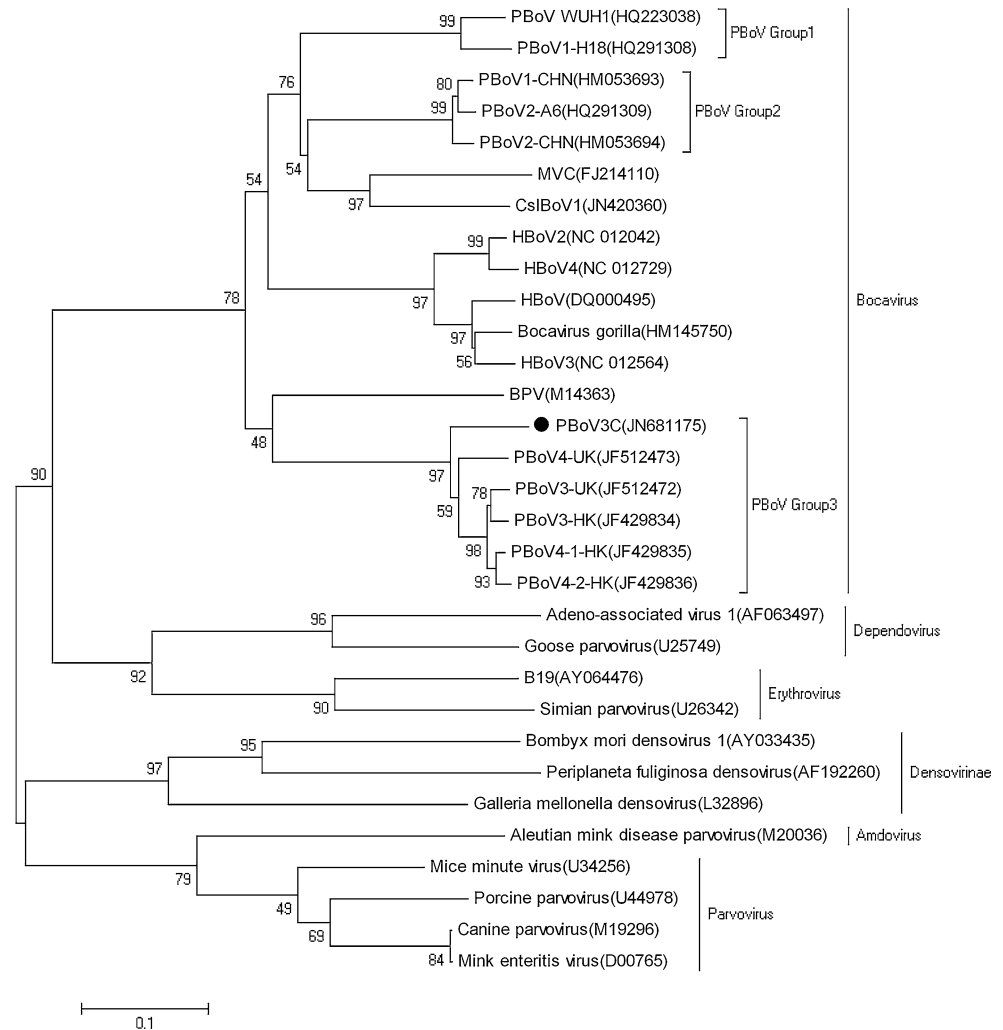 PBoV WUH1(HQ223038)
99
PBoV Group1
PBoV1-H18(HQ291308)
PBoV1-CHN(HM053693)
76
80
PBoV2-A6(HQ291309)
PBoV Group2
99
PBoV2-CHN(HM053694)
54
MVC(FJ214110)
54
97
CslBoV1(JN420360)
HBoV2(NC 012042)
99
HBoV4(NC 012729)
78
97
HBoV(DQ000495)
Bocavirus
Bocavirus gorilla(HM145750)
97
56
HBoV3(NC 012564)
BPV(M14363)
PBoV3C(JN681175)
48
PBoV4-UK(JF512473)
90
97
PBoV3-UK(JF512472)
78
PBoV Group3
59
PBoV3-HK(JF429834)
98
PBoV4-1-HK(JF429835)
93
PBoV4-2-HK(JF429836)
96
Adeno-associated virus 1(AF063497)
Dependovirus
Goose parvovirus(U25749)
92
B19(AY064476)
Erythrovirus
90
Simian parvovirus(U26342)
95
Bombyx mori densovirus 1(AY033435)
97
Periplaneta fuliginosa densovirus(AF192260)
Densovirinae
Galleria mellonella densovirus(L32896)
Aleutian mink disease parvovirus(M20036)
Amdovirus
79
Mice minute virus(U34256)
49
Porcine parvovirus(U44978)
Parvovirus
69
Canine parvovirus(M19296)
84
Mink enteritis virus(D00765)
0.1